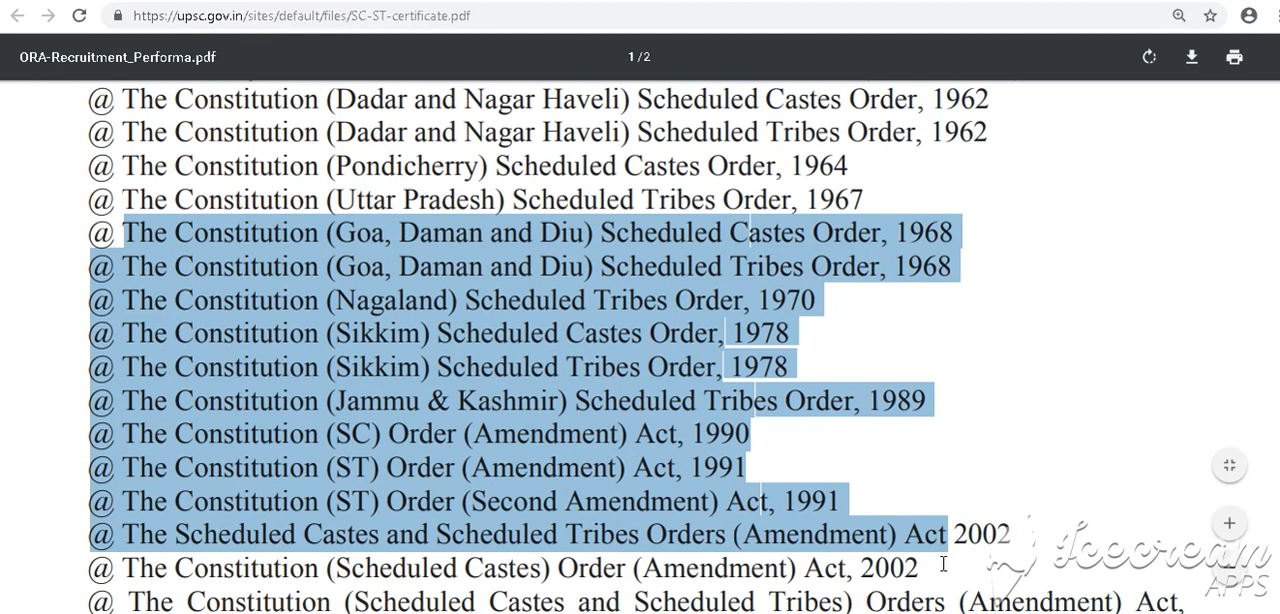 https://upsc.gov.in/sites/default/files/SC-ST-certificate.pdf
ORA-Recruitment_Performa.pdf 1 / 2
@ The Constitution (Dadar and Nagar Haveli) Scheduled Castes Order, 1962
@ The Constitution (Dadar and Nagar Haveli) Scheduled Tribes Order, 1962
@ The Constitution (Pondicherry) Scheduled Castes Order, 1964
@ The Constitution (Uttar Pradesh) Scheduled Tribes Order, 1967
@ The Constitution (Goa, Daman and Diu) Scheduled Castes Order, 1968
@ The Constitution (Goa, Daman and Diu) Scheduled Tribes Order, 1968
@ The Constitution (Nagaland) Scheduled Tribes Order, 1970
@ The Constitution (Sikkim) Scheduled Castes Order, 1978
@ The Constitution (Sikkim) Scheduled Tribes Order, 1978
@ The Constitution (Jammu & Kashmir) Scheduled Tribes Order, 1989
@ The Constitution (SC) Order (Amendment) Act, 1990
@ The Constitution (ST) Order (Amendment) Act, 1991
@ The Constitution (ST) Order (Second Amendment) Act, 1991
@ The Scheduled Castes and Scheduled Tribes Orders (Amendment) Act 2002
@ The Constitution (Scheduled Castes) Order (Amendment) Act, 2002
@ The Constitution (Scheduled Castes and Scheduled Tribes) Orders (Amendment) Act,
Icecream
APPS